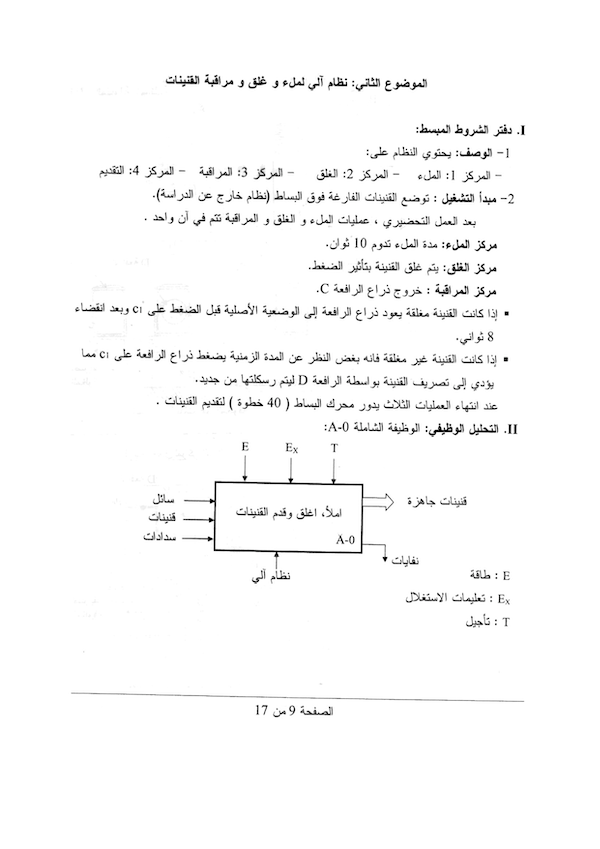 الموضوع الثاني: نظام آلي لملء و غلق و مراقبة القنينات
I. دفتر الشروط المبسط:
1- الوصف: يحتوي النظام على:
- المركز 1: الملء - المركز 2: الغلق - المركز 3: المراقبة - المركز 4: التقديم
2- مبدأ التشغيل : توضع القنينات الفارغة فوق البساط (نظام خارج عن الدراسة).
بعد العمل التحضيري ، عمليات الملء و الغلق و المراقبة تتم في آن واحد .
مركز الملء: مدة الملء تدوم 10 ثوان.
مركز الغلق: يتم غلق القنينة بتأثير الضغط.
مركز المراقبة : خروج ذراع الرافعة C.
▪ إذا كانت القنينة مغلقة يعود ذراع الرافعة إلى الوضعية الأصلية قبل الضغط على c1 وبعد انقضاء
8 ثواني.
▪ إذا كانت القنينة غير مغلقة فانه بغض النظر عن المدة الزمنية يضغط ذراع الرافعة على c1 مما
يؤدي إلى تصريف القنينة بواسطة الرافعة D ليتم رسكلتها من جديد.
عند انتهاء العمليات الثلاث يدور محرك البساط ( 40 خطوة ) لتقديم القنينات .
II. التحليل الوظيفي: الوظيفة الشاملة A-0:
E EX T
سائل
قنينات
سدادات
املأ، اغلق وقدم القنينات
A-0
قنينات جاهزة
نفايات
نظام آلي
E : طاقة
EX : تعليمات الاستغلال
T : تأجيل
الصفحة 9 من 17